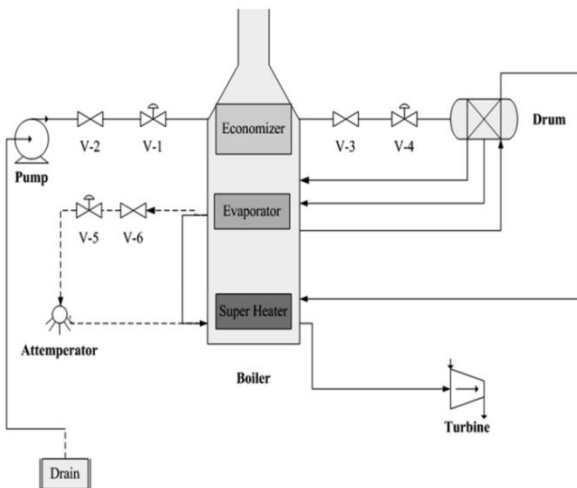 Economizer
Drum
V-2
V-1
V-3
V-4
Pump
Evaporator
V-5
V-6
Super Heater
Attemperator
Boiler
Turbine
Drain